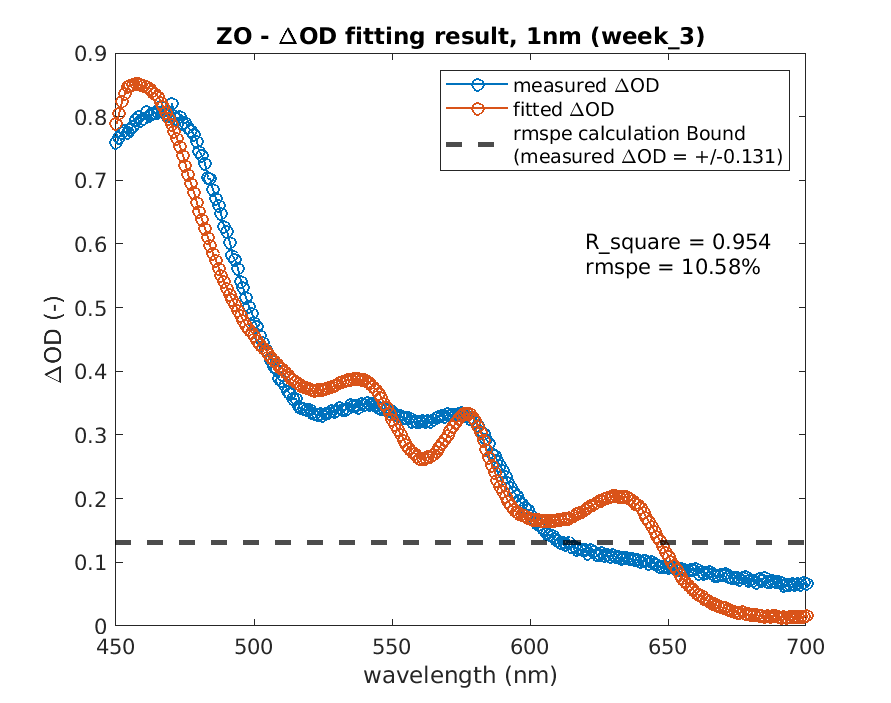 ZO - ΔOD fitting result, 1nm (week_3)
0.9
0.8
0.7
0.6
0.5
0.4
0.3
0.2
0.1
0
ΔOD (-)
measured ΔOD
fitted ΔOD
rmspe calculation Bound
(measured ΔOD = +/-0.131)
R_square = 0.954
rmspe = 10.58%
450 500 550 600 650 700
wavelength (nm)